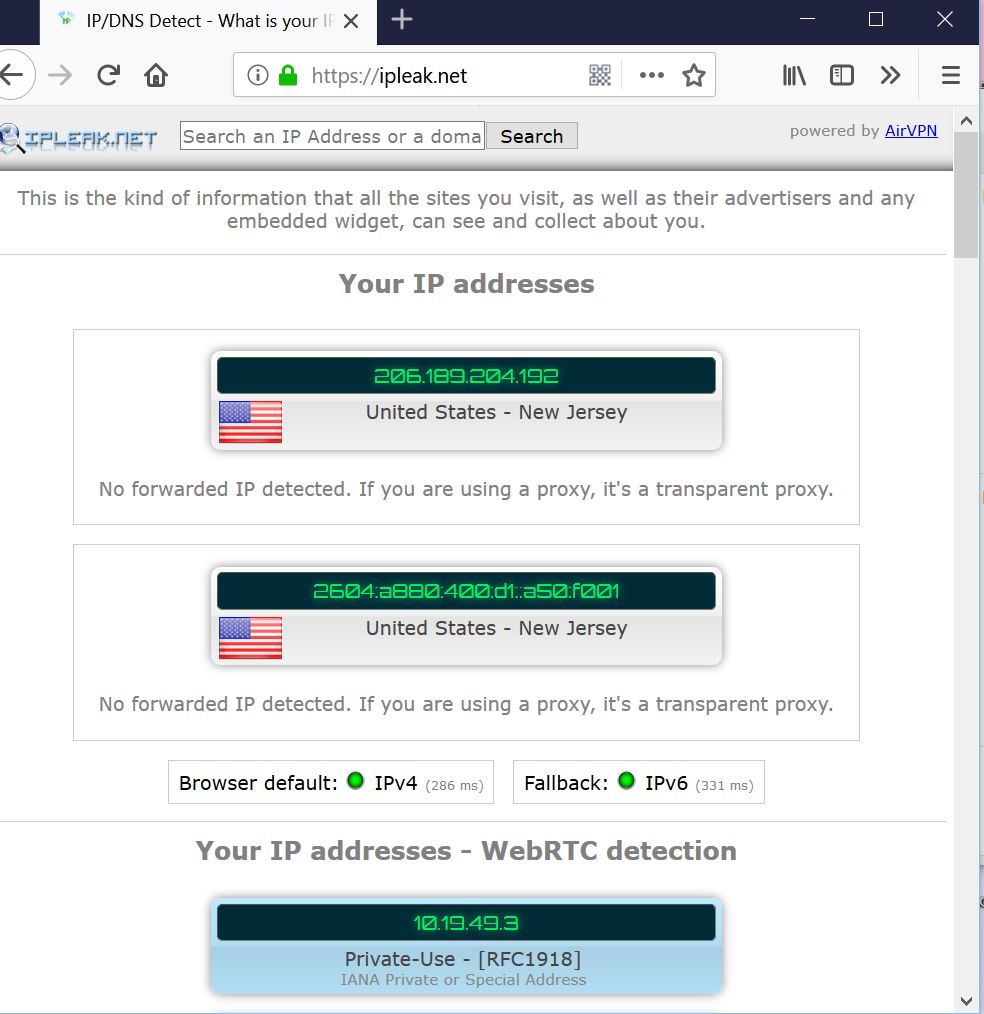 IP/DNS Detect - What is your IP
https://ipleak.net
IPLEAK.NET
Search an IP Address or a doma
Search
powered by AirVPN
This is the kind of information that all the sites you visit, as well as their advertisers and any
embedded widget, can see and collect about you.
Your IP addresses
206.189.204.192
United States - New Jersey
No forwarded IP detected. If you are using a proxy, it's a transparent proxy.
2604:a880:400:d1::a50:f001
United States - New Jersey
No forwarded IP detected. If you are using a proxy, it's a transparent proxy.
Browser default: IPv4 (286 ms) Fallback: IPv6 (331 ms)
Your IP addresses - WebRTC detection
10.19.49.3
Private-Use - [RFC1918]
IANA Private or Special Address